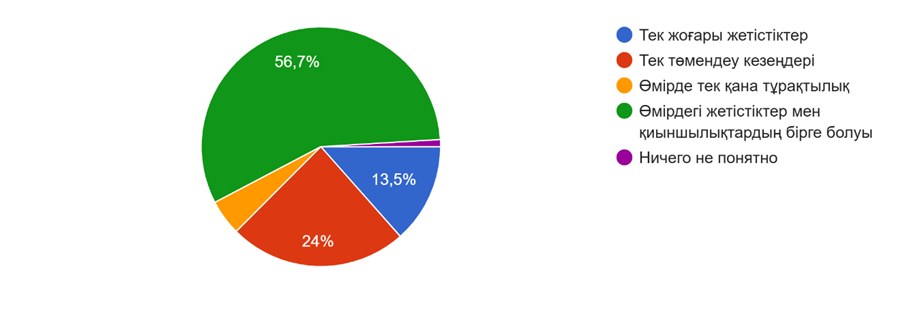 56,7%
13,5%
24%
Тек жоғары жетістіктер
Тек төмендеу кезеңдері
Өмірде тек қана тұрақтылық
Өмірдегі жетістіктер мен
қиыншылықтардың бірге болуы
Ничего не понятно